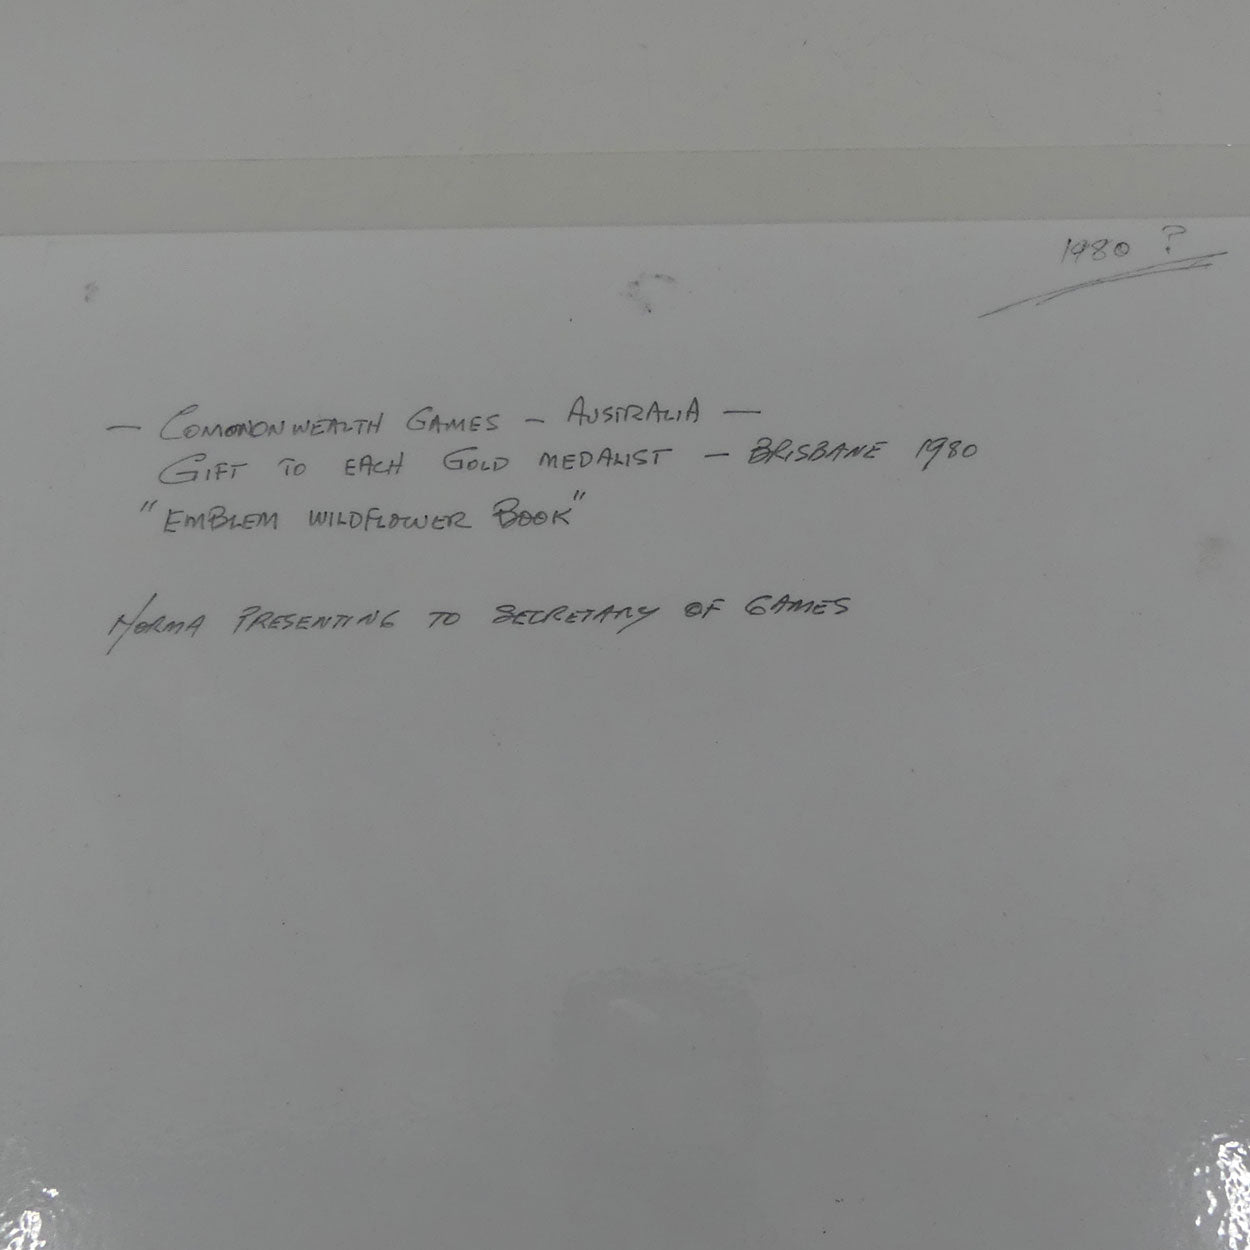 1980 ?
— COMONONWEALTH GAMES — AUSTRALIA —
GIFT TO EACH GOLD MEDALIST — BRISBANE 1980
"EMBLEM WILDFLOWER BOOK"
NORMA PRESENTING TO SECRETARY OF GAMES